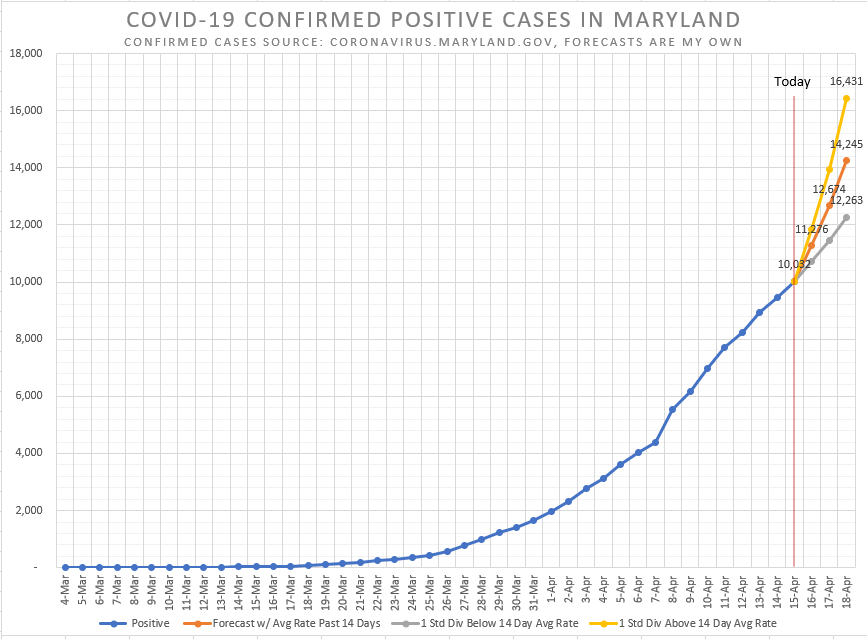 COVID-19 CONFIRMED POSITIVE CASES IN MARYLAND
CONFIRMED CASES SOURCE: CORONAVIRUS.MARYLAND.GOV, FORECASTS ARE MY OWN
18,000
16,000
14,000
12,000
10,000
8,000
6,000
4,000
2,000
-
Today
16,431
14,245
12,674
12,263
11,276
10,032
4-Mar
5-Mar
6-Mar
7-Mar
8-Mar
9-Mar
10-Mar
11-Mar
12-Mar
13-Mar
14-Mar
15-Mar
16-Mar
17-Mar
18-Mar
19-Mar
20-Mar
21-Mar
22-Mar
23-Mar
24-Mar
25-Mar
26-Mar
27-Mar
28-Mar
29-Mar
30-Mar
31-Mar
1-Apr
2-Apr
3-Apr
4-Apr
5-Apr
6-Apr
7-Apr
8-Apr
9-Apr
10-Apr
11-Apr
12-Apr
13-Apr
14-Apr
15-Apr
16-Apr
17-Apr
18-Apr
Positive
Forecast w/ Avg Rate Past 14 Days
1 Std Div Below 14 Day Avg Rate
1 Std Div Above 14 Day Avg Rate